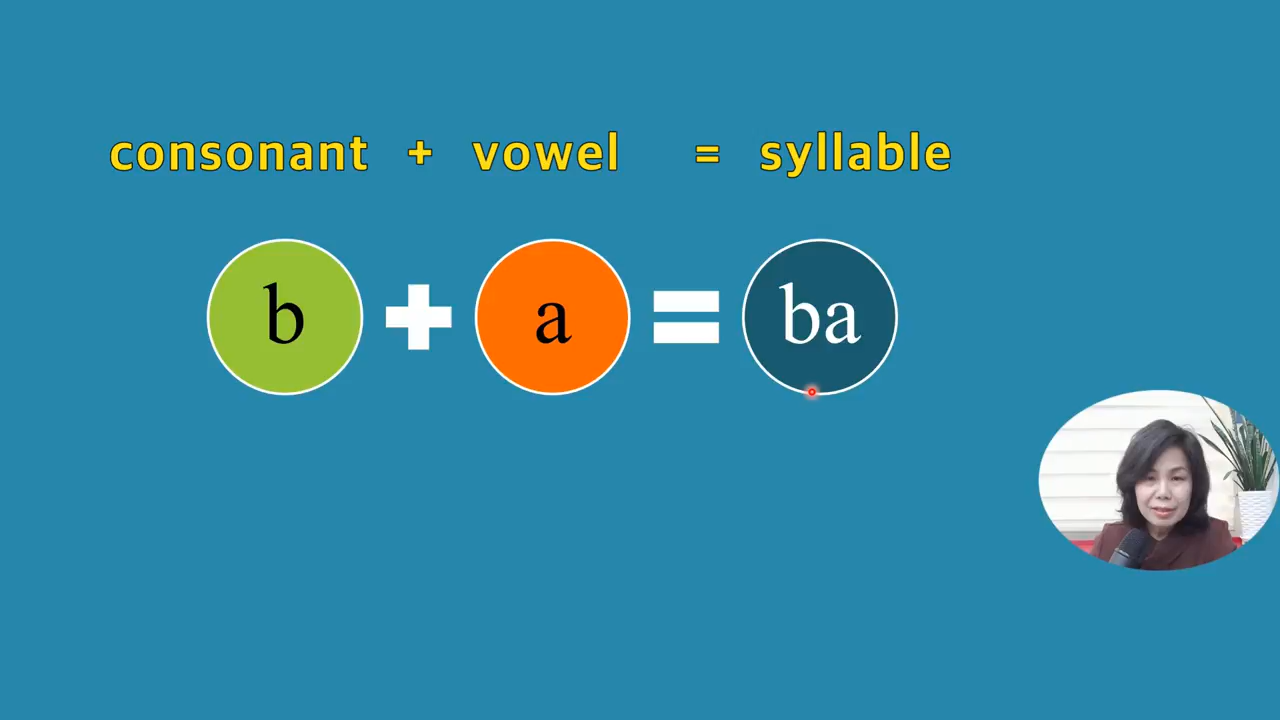 consonant + vowel = syllable
b + a = ba